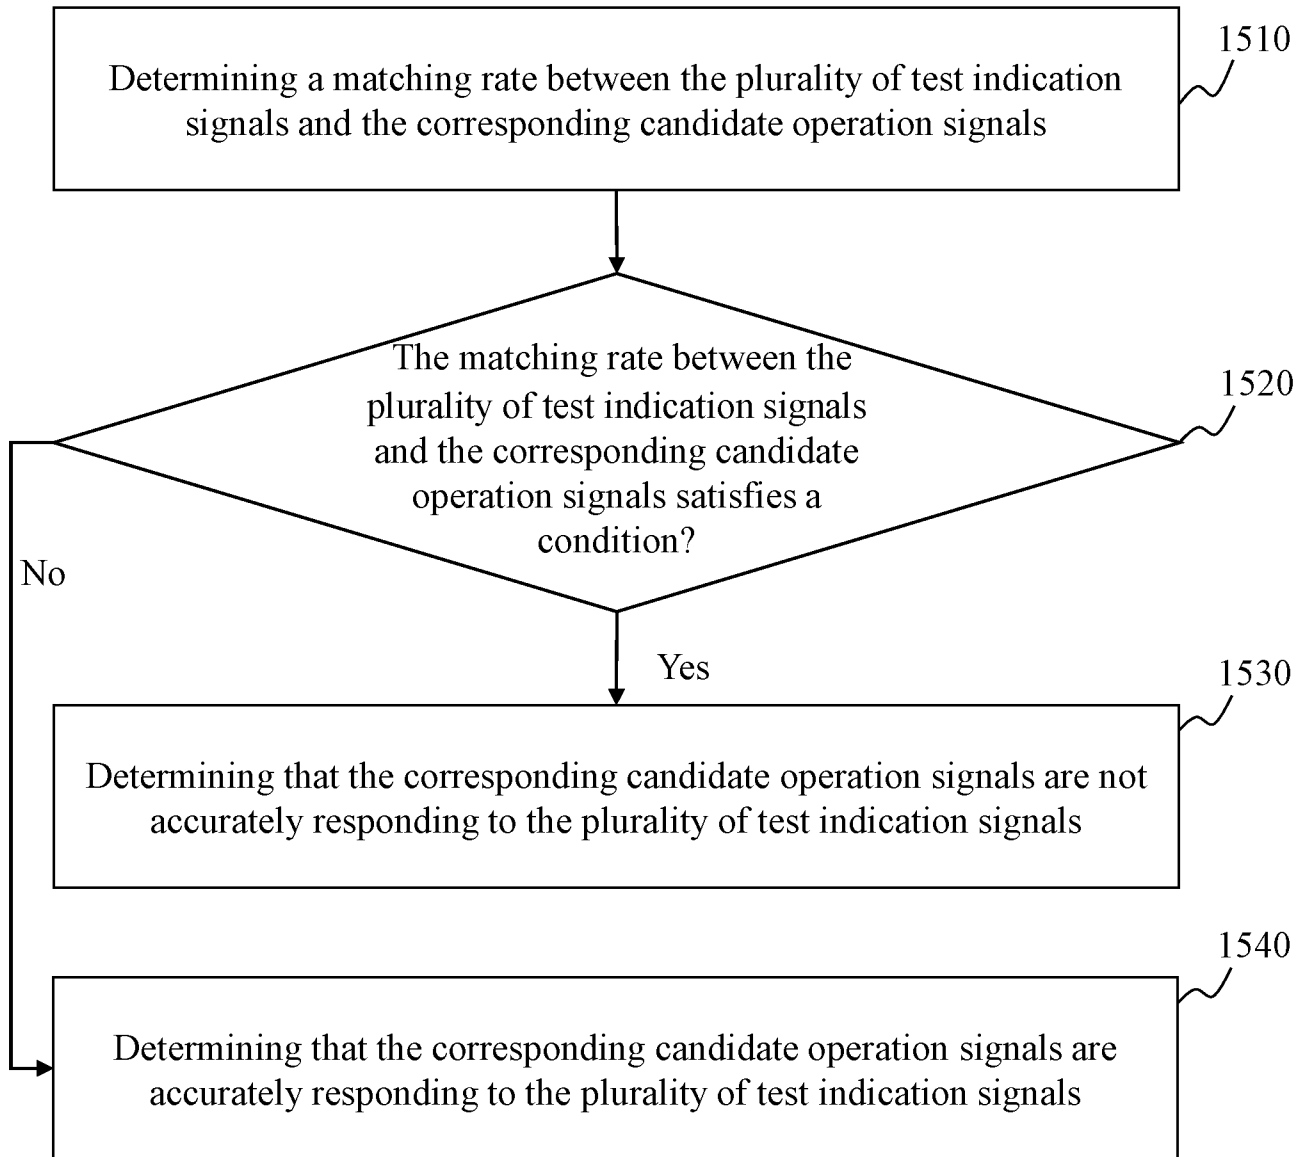 1510
Determining a matching rate between the plurality of test indication
signals and the corresponding candidate operation signals
The matching rate between the
plurality of test indication signals
and the corresponding candidate
operation signals satisfies a
condition?
1520
No
Yes
1530
Determining that the corresponding candidate operation signals are not
accurately responding to the plurality of test indication signals
1540
Determining that the corresponding candidate operation signals are
accurately responding to the plurality of test indication signals